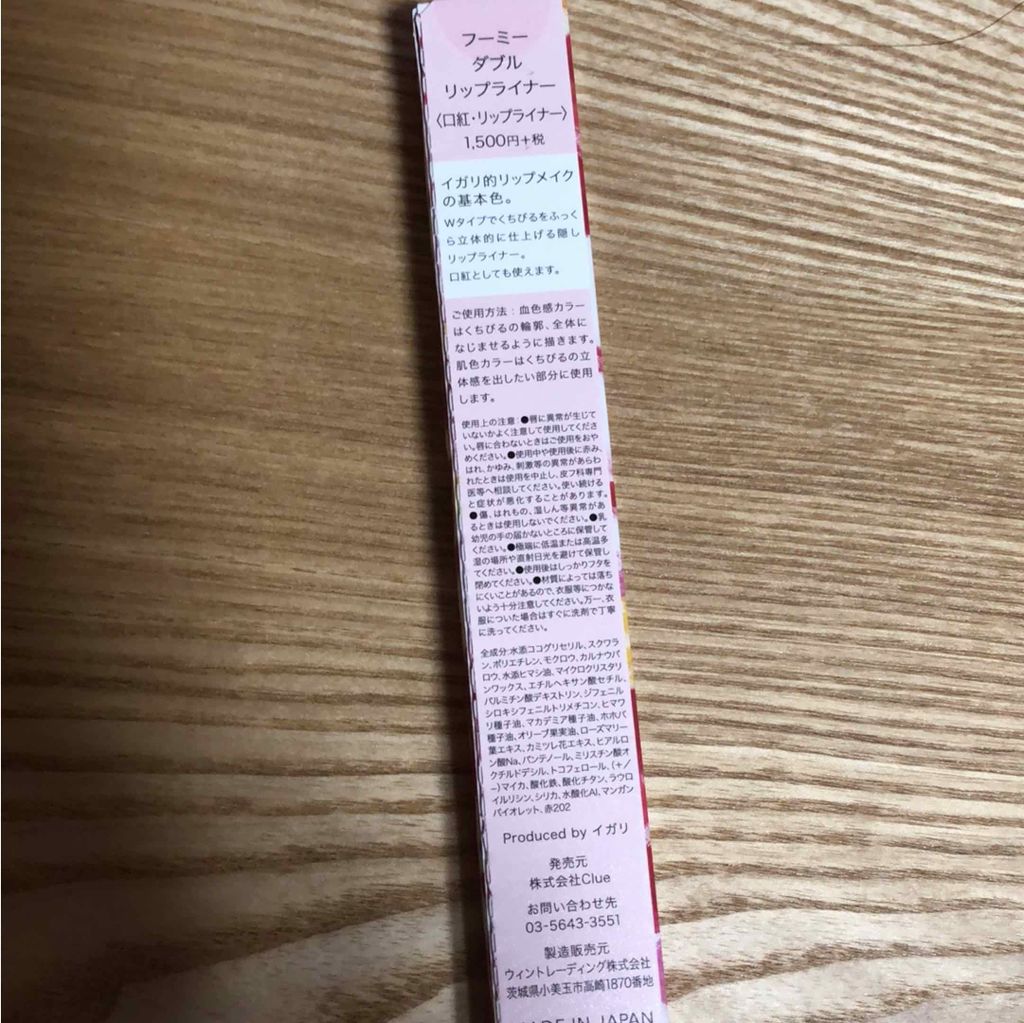 フーミー
ダブル
リップライナー
〈口紅・リップライナー〉
1,500円+税
イガリ的リップメイク
の基本色。
Wタイプでくちびるをふっく
ら立体的に仕上げる隠し
リップライナー。
口紅としても使えます。
ご使用方法：血色感カラー
はくちびるの輪郭、全体に
なじませるように描きます。
肌色カラーはくちびるの立
体感を出したい部分に使用
します。
使用上の注意：●唇に異常が生じて
いないかよく注意して使用してくださ
い。唇に合わないときはご使用をおや
めください。●使用中や使用後に赤み、
はれ、かゆみ、刺激等の異常があらわ
れたときは使用を中止し、皮フ科専門
医等へ相談してください。使い続ける
と症状が悪化することがあります。
●傷、はれもの、湿しん等異常があ
るときは使用しないでください。●乳
幼児の手の届かないところに保管して
ください。●極端に低温または高温多
湿の場所や直射日光を避けて保管し
てください。●使用後はしっかりフタを
閉めてください。●材質によっては落ち
にくいことがあるので、衣服等につかな
いよう十分注意してください。万一、衣
服についた場合はすぐに洗剤で丁寧
に洗ってください。
全成分:水添ココグリセリル、スクワラ
ン、ポリエチレン、モクロウ、カルナウバ
ロウ、水添ヒマシ油、マイクロクリスタリ
ンワックス、エチルヘキサン酸セチル、
パルミチン酸デキストリン、ジフェニル
シロキシフェニルトリメチコン、ヒマワ
リ種子油、マカデミア種子油、ホホバ
種子油、オリーブ果実油、ローズマリー
葉エキス、カミツレ花エキス、ヒアルロ
ン酸Na、パンテノール、ミリスチン酸オ
クチルドデシル、トコフェロール、(+/
-)マイカ、酸化鉄、酸化チタン、ラウロ
イルリシン、シリカ、水酸化Al、マンガン
バイオレット、赤202
Produced by イガリ
発売元
株式会社Clue
お問い合わせ先
03-5643-3551
製造販売元
ウィントレーディング株式会社
茨城県小美玉市高崎1870番地
MADE IN JAPAN